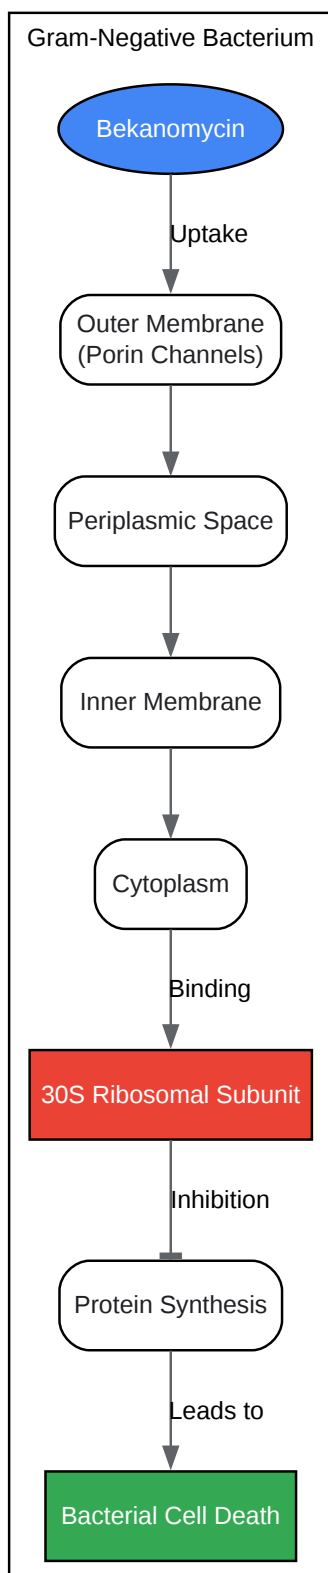 Gram-Negative Bacterium
Bekanomycin
Uptake
Outer Membrane
(Porin Channels)
Periplasmic Space
Inner Membrane
Cytoplasm
Binding
30S Ribosomal Subunit
Inhibition
Protein Synthesis
Leads to
Bacterial Cell Death